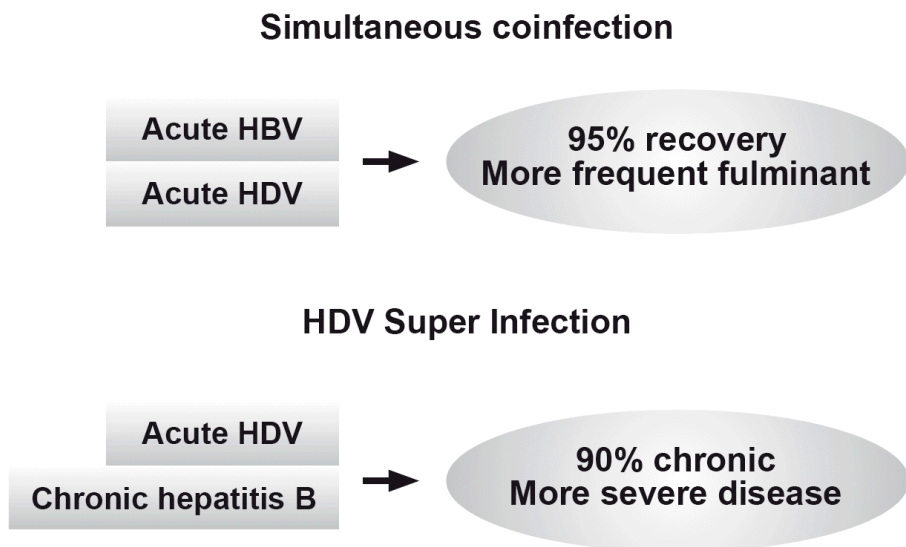 Simultaneous coinfection
Acute HBV
Acute HDV
95% recovery
More frequent fulminant
HDV Super Infection
Acute HDV
Chronic hepatitis B
90% chronic
More severe disease